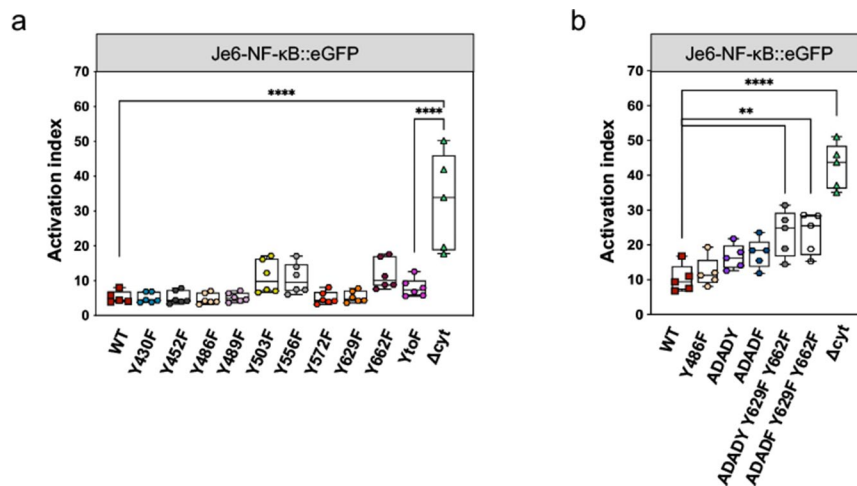 a
Je6-NF-κB::eGFP
Activation index
70
60
50
40
30
20
10
0
****
****
WT
Y430F
Y452F
Y486F
Y489F
Y503F
Y556F
Y572F
Y629F
Y662F
YtoF
Δcyt
b
Je6-NF-κB::eGFP
Activation index
70
60
50
40
30
20
10
0
****
**
WT
Y486F
ADADY
ADADF
ADADY Y629F Y662F
ADADF Y629F Y662F
Δcyt